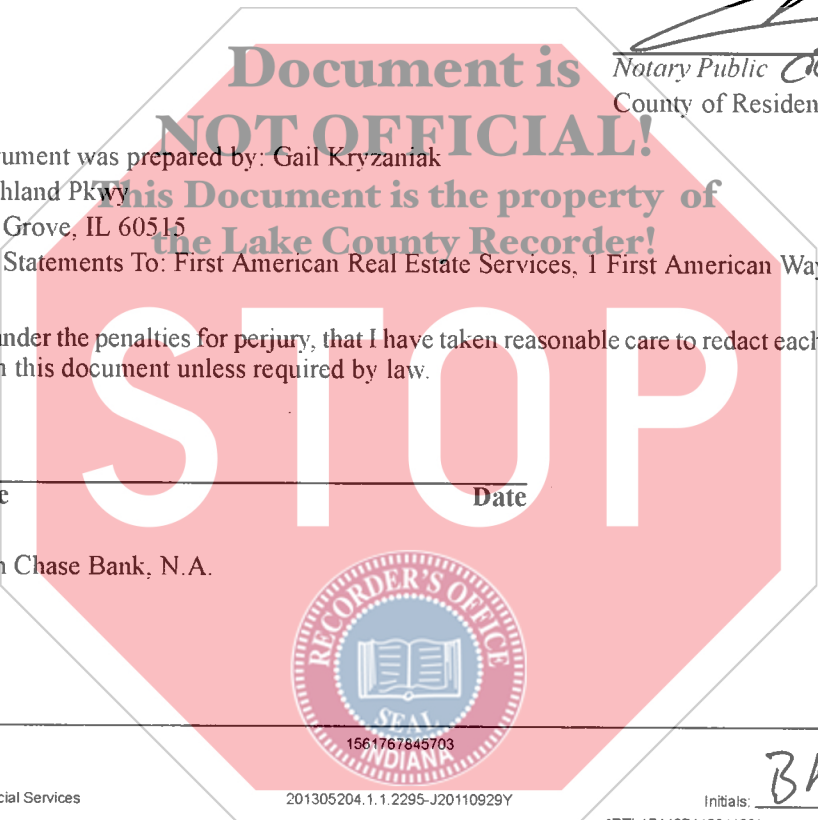 Document is
Notary Public
County of Residen
NOT OFFICIAL!
ument was prepared by: Gail Kryzaniak
hland Pkwy
This Document is the property of
Grove, IL 60515
the Lake County Recorder!
Statements To: First American Real Estate Services, 1 First American Way
nder the penalties for perjury, that I have taken reasonable care to redact each
n this document unless required by law.
STOP
e Date
n Chase Bank, N.A.
RECORDER'S OFFICE
SEAL
INDIANA
1561767845703
cial Services 201305204.1.1.2295-J20110929Y Initials: